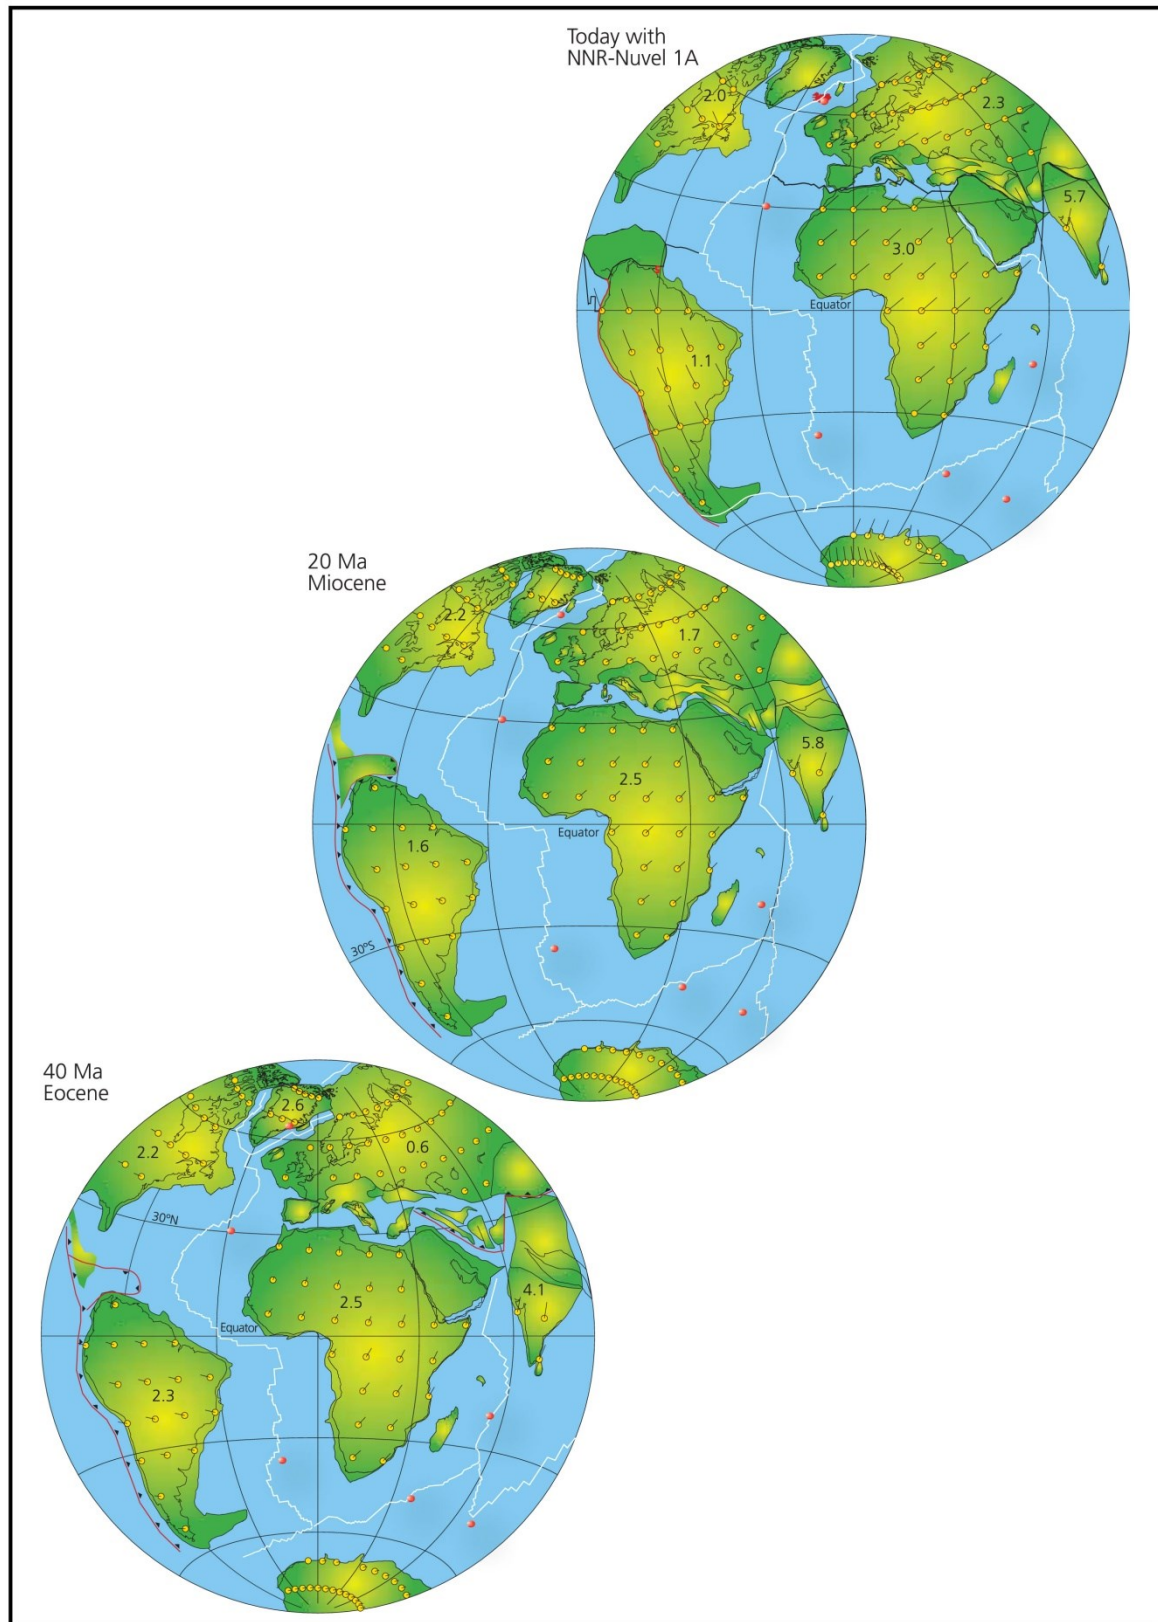 Today with
NNR-Nuvel 1A
2.0
2.3
5.7
3.0
Equator
1.1
20 Ma
Miocene
2.2
1.7
5.8
2.5
Equator
1.6
30°S
40 Ma
Eocene
2.6
2.2
0.6
30°N
4.1
2.5
Equator
2.3